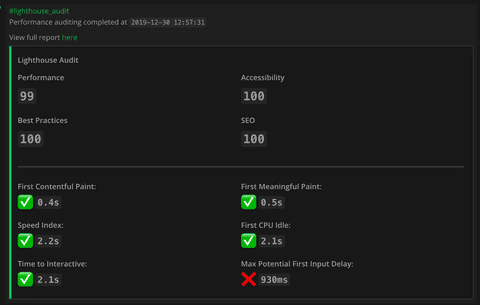 #lighthouse_audit
Performance auditing completed at 2019-12-30 12:57:31
View full report here
Lighthouse Audit
Performance Accessibility
99 100
Best Practices SEO
100 100
First Contentful Paint: First Meaningful Paint:
0.4s 0.5s
Speed Index: First CPU Idle:
2.2s 2.1s
Time to Interactive: Max Potential First Input Delay:
2.1s 930ms